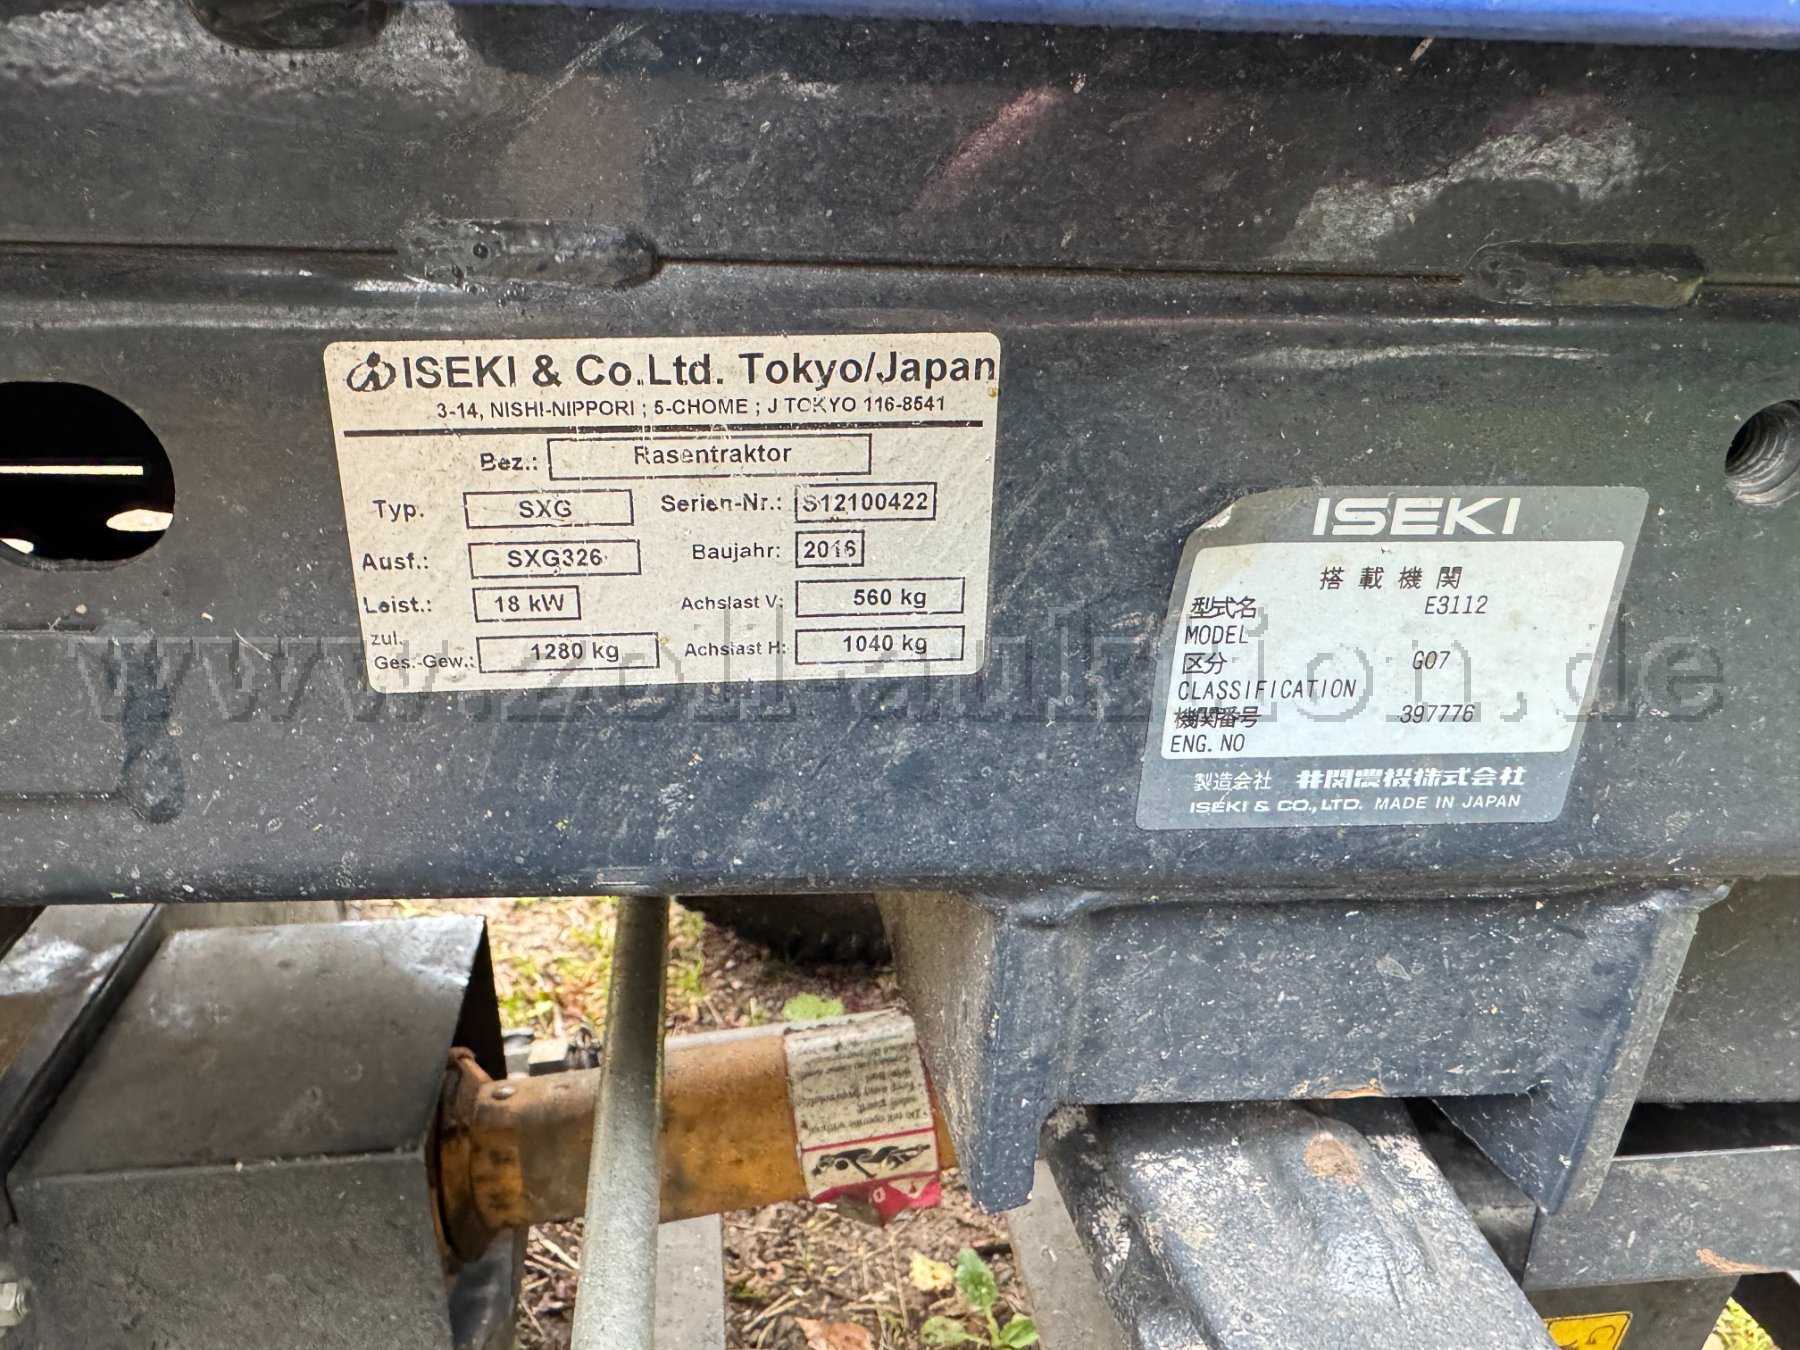 ISEKI & Co.Ltd. Tokyo/Japan
3-14, NISHI-NIPPORI ; 5-CHOME ; J TOKYO 116-8541
Bez.: Rasentraktor
Typ. SXG Serien-Nr.: S12100422
Ausf.: SXG326 Baujahr: 2016
Leist.: 18 kW Achslast V: 560 kg
zul.
Ges.-Gew.: 1280 kg Achslast H: 1040 kg
ISEKI
搭載機関
型式名 E3112
MODEL
区分 G07
CLASSIFICATION
機関番号 397776
ENG. NO
製造会社 井関農機株式会社
ISEKI & CO., LTD. MADE IN JAPAN
www.zoll-auktion.de